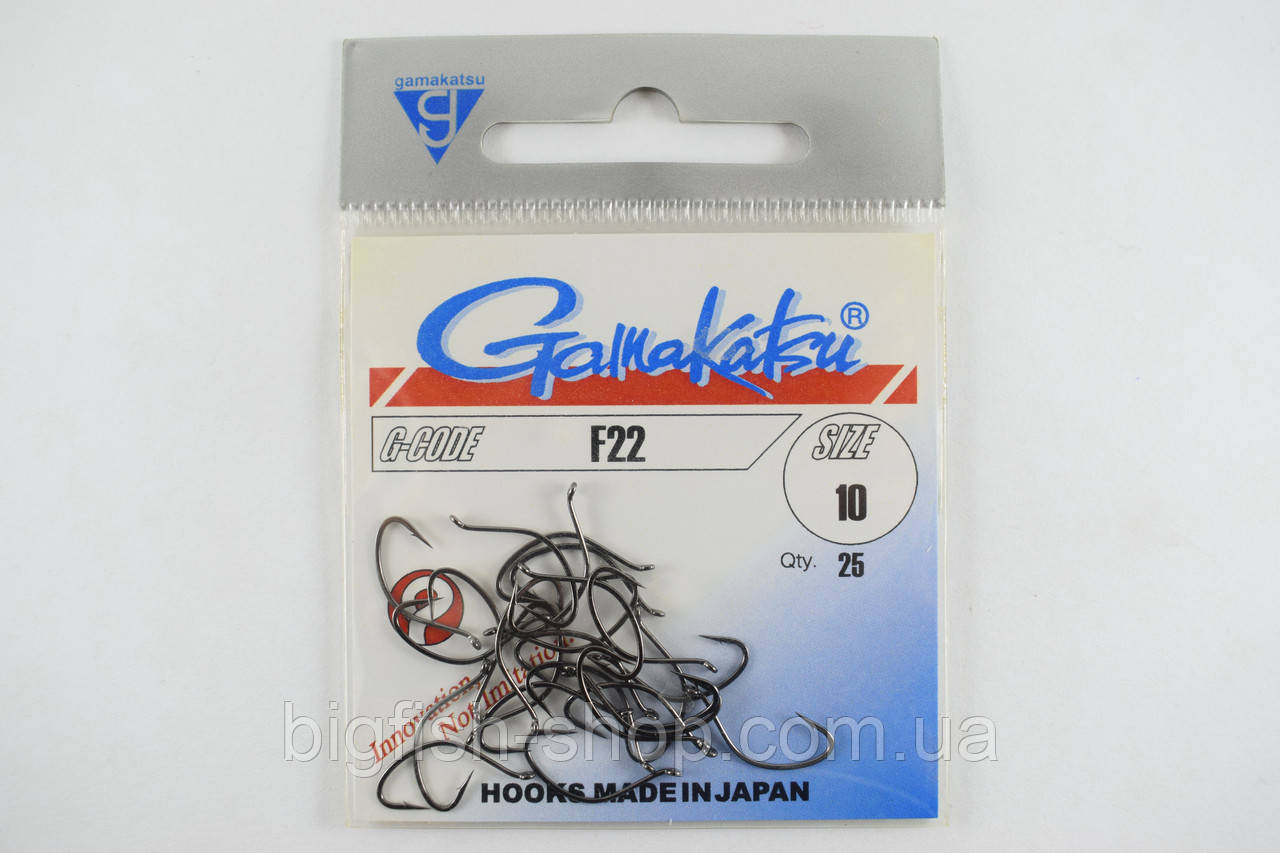 gamakatsu
g
Gamakatsu®
G-CODE F22
SIZE
10
Qty. 25
Innovation,
Not Imitation.
bigfish-shop.com.ua
HOOKS MADE IN JAPAN